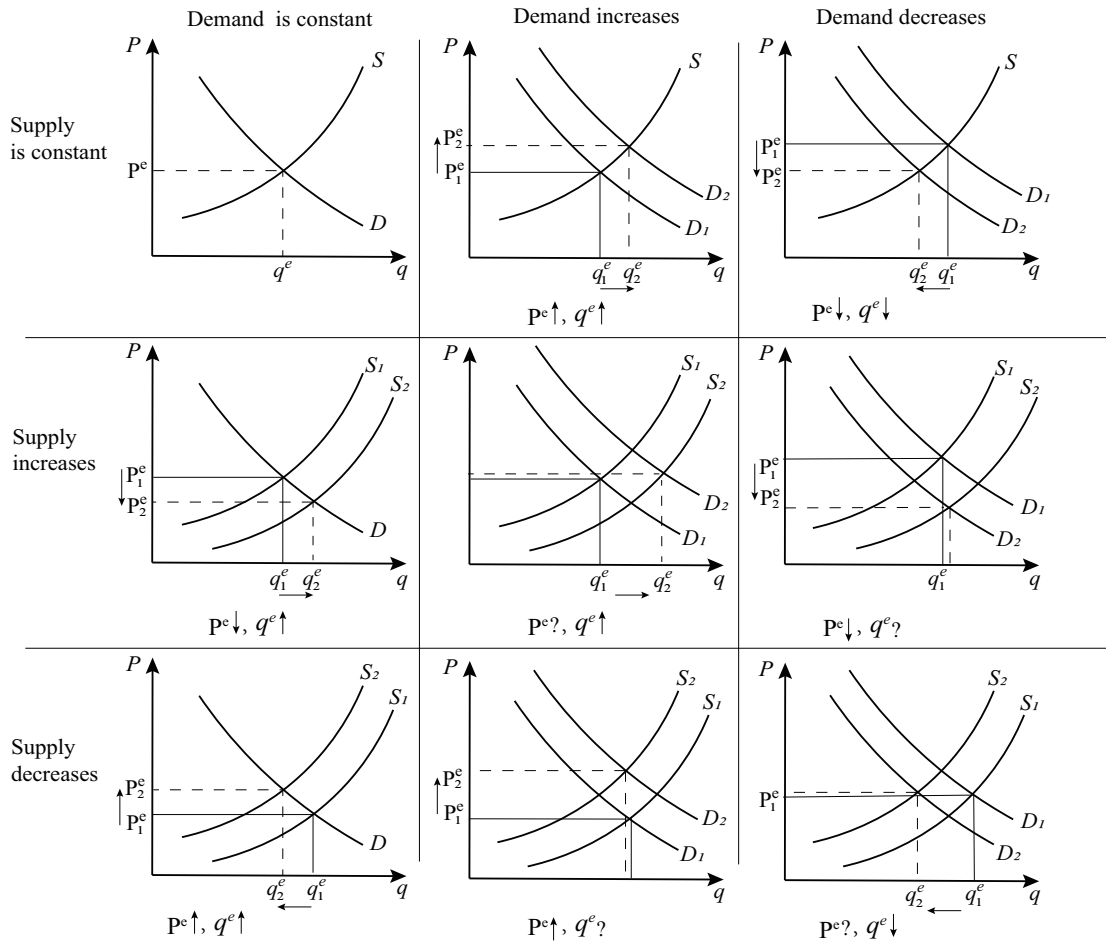 Demand is constant
Demand increases
Demand decreases
Supply
is constant
P
S
Pᵉ
D
qᵉ
q
P
S
P₂ᵉ
P₁ᵉ
D₂
D₁
q₁ᵉ q₂ᵉ
q
Pᵉ↑, qᵉ↑
P
S
P₁ᵉ
P₂ᵉ
D₁
D₂
q₂ᵉ q₁ᵉ
q
Pᵉ↓, qᵉ↓
Supply
increases
P
S₁
S₂
P₁ᵉ
P₂ᵉ
D
q₁ᵉ q₂ᵉ
q
Pᵉ↓, qᵉ↑
P
S₁
S₂
D₂
D₁
q₁ᵉ q₂ᵉ
q
Pᵉ?, qᵉ↑
P
S₁
S₂
P₁ᵉ
P₂ᵉ
D₁
D₂
q₁ᵉ
q
Pᵉ↓, qᵉ?
Supply
decreases
P
S₂
S₁
P₂ᵉ
P₁ᵉ
D
q₂ᵉ q₁ᵉ
q
Pᵉ↑, qᵉ↑
P
S₂
S₁
P₂ᵉ
P₁ᵉ
D₂
D₁
q
Pᵉ↑, qᵉ?
P
S₂
S₁
P₁ᵉ
D₁
D₂
q₂ᵉ q₁ᵉ
q
Pᵉ?, qᵉ↓